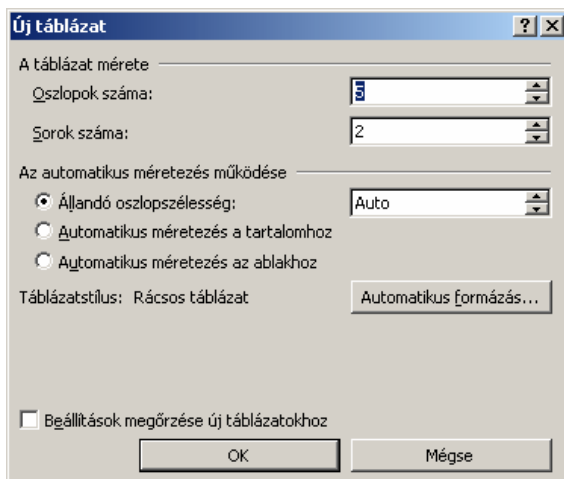 Új táblázat
A táblázat mérete
Oszlopok száma: 5
Sorok száma: 2
Az automatikus méretezés működése
Állandó oszlopszélesség: Auto
Automatikus méretezés a tartalomhoz
Automatikus méretezés az ablakhoz
Táblázatstílus: Rácsos táblázat Automatikus formázás...
Beállítások megőrzése új táblázatokhoz
OK Mégse